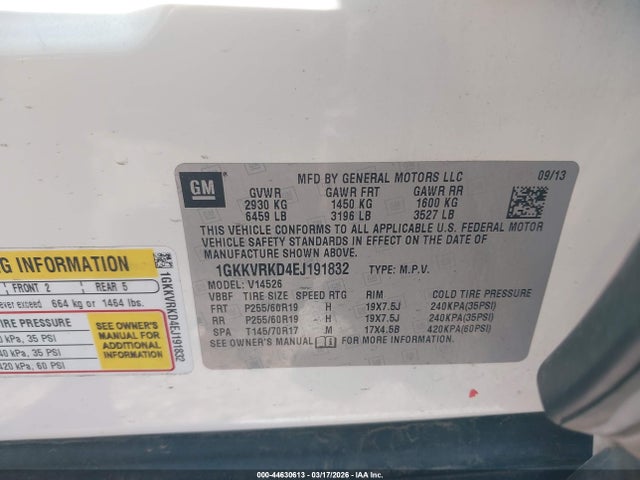 MFD BY GENERAL MOTORS LLC 09/13
GM
GVWR GAWR FRT GAWR RR
2930 KG 1450 KG 1600 KG
6459 LB 3196 LB 3527 LB
THIS VEHICLE CONFORMS TO ALL APPLICABLE U.S. FEDERAL MOTOR
VEHICLE SAFETY STANDARDS IN EFFECT ON THE DATE OF
MANUFACTURE SHOWN ABOVE.
1GKKVRKD4EJ191832 TYPE: M.P.V.
MODEL: V14526
VBBF TIRE SIZE SPEED RTG RIM
FRT P255/60R19 H 19X7.5J 240KPA(35PSI)
RR P255/60R19 H 19X7.5J 240KPA(35PSI)
SPA T145/70R17 M 17X4.5B 420KPA(60PSI)
SEE OWNER'S MANUAL FOR MORE INFORMATION.
G INFORMATION
FRONT 2 REAR 5
never exceed 664 kg or 1464 lbs.
TIRE PRESSURE
kPa, 35 PSI
40 kPa, 35 PSI
420 kPa, 60 PSI
SEE OWNER'S
MANUAL FOR
ADDITIONAL
INFORMATION
1GKKVRKD4EJ191832
000-44630613 - 03/17/2026 - IAA, Inc.